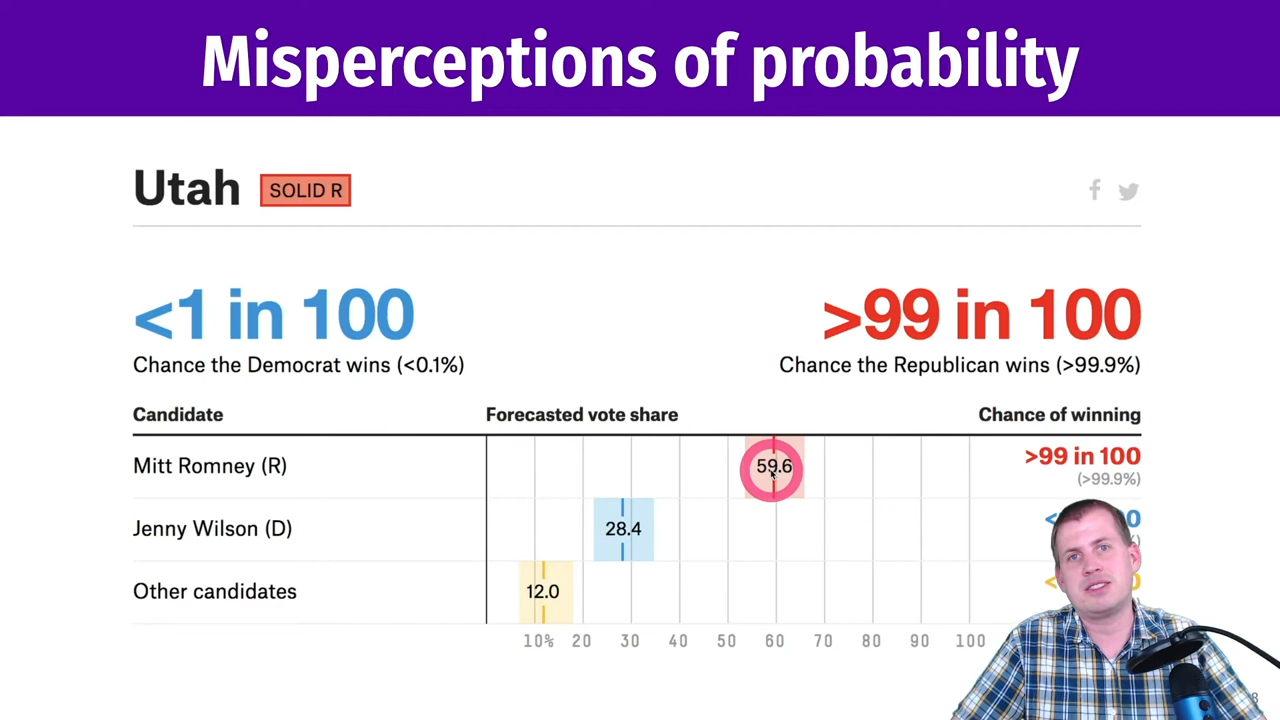 Misperceptions of probability
Utah SOLID R
<1 in 100 >99 in 100
Chance the Democrat wins (<0.1%) Chance the Republican wins (>99.9%)
Candidate Forecasted vote share Chance of winning
Mitt Romney (R) 59.6 >99 in 100
(>99.9%)
Jenny Wilson (D) 28.4
Other candidates 12.0
10% 20 30 40 50 60 70 80 90 100